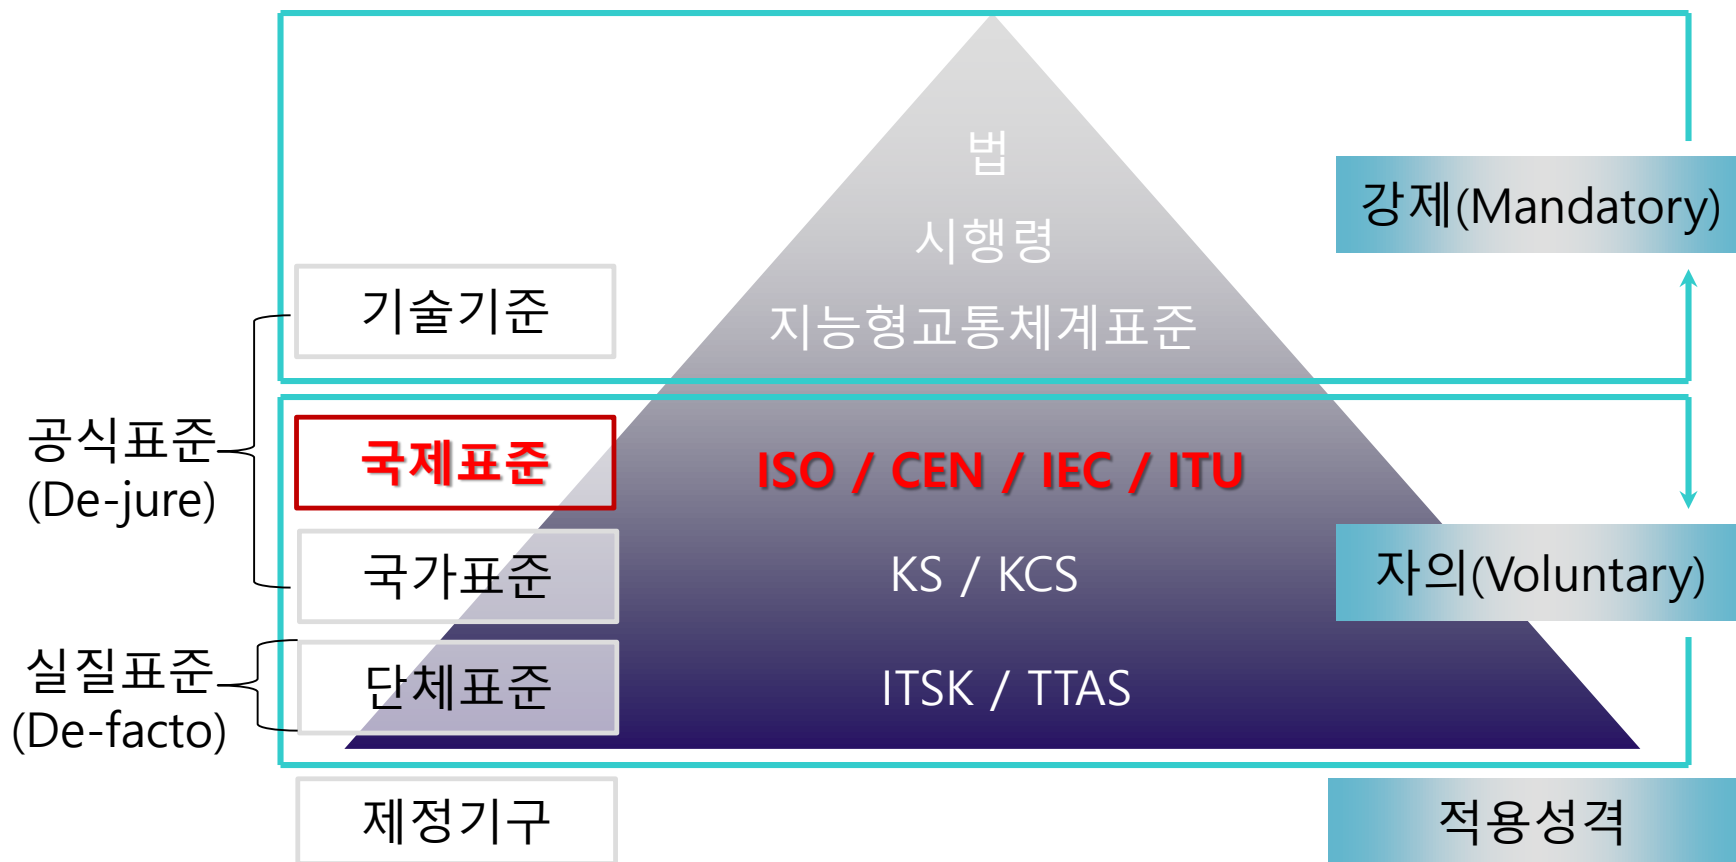 법
시행령
지능형교통체계표준
강제(Mandatory)
기술기준
공식표준
(De-jure)
국제표준
ISO / CEN / IEC / ITU
국가표준
KS / KCS
자의(Voluntary)
실질표준
(De-facto)
단체표준
ITSK / TTAS
제정기구
적용성격